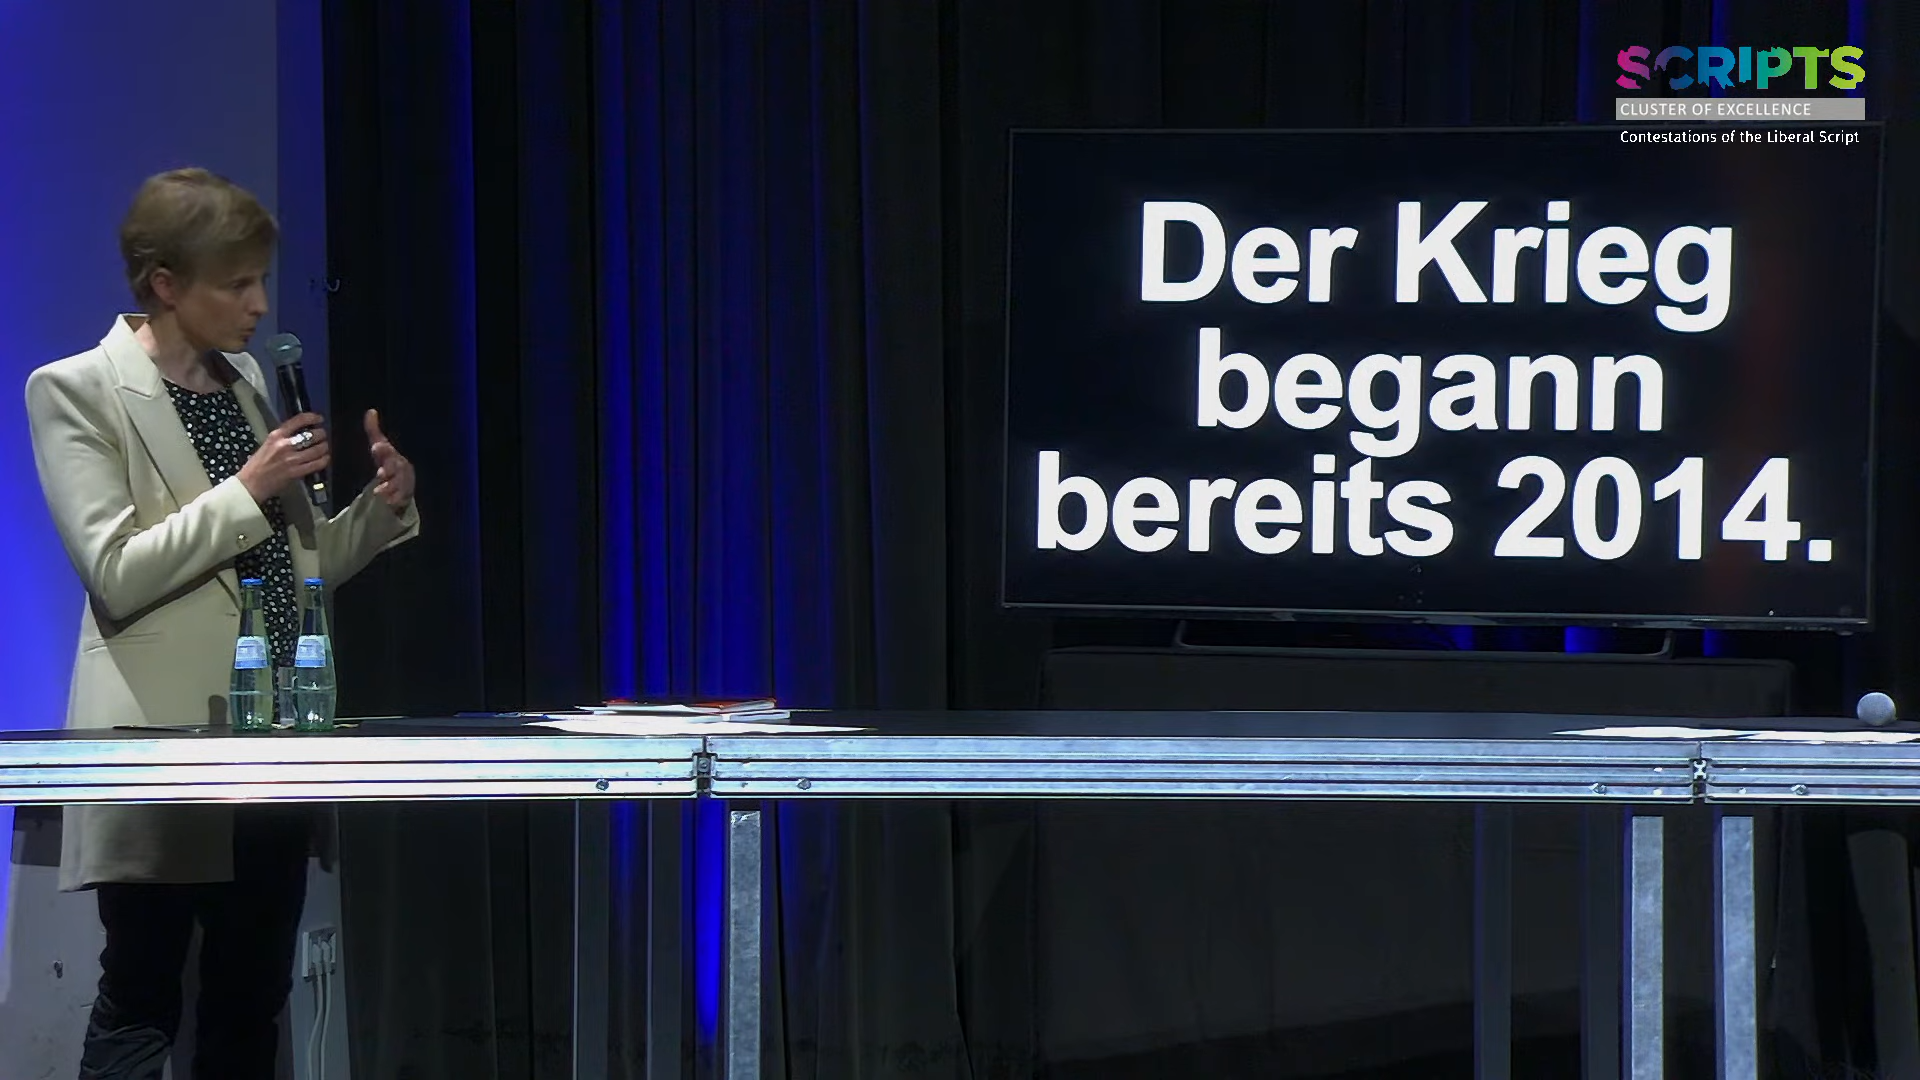 SCRIPTS
CLUSTER OF EXCELLENCE
Contestations of the Liberal Script
Der Krieg
begann
bereits 2014.